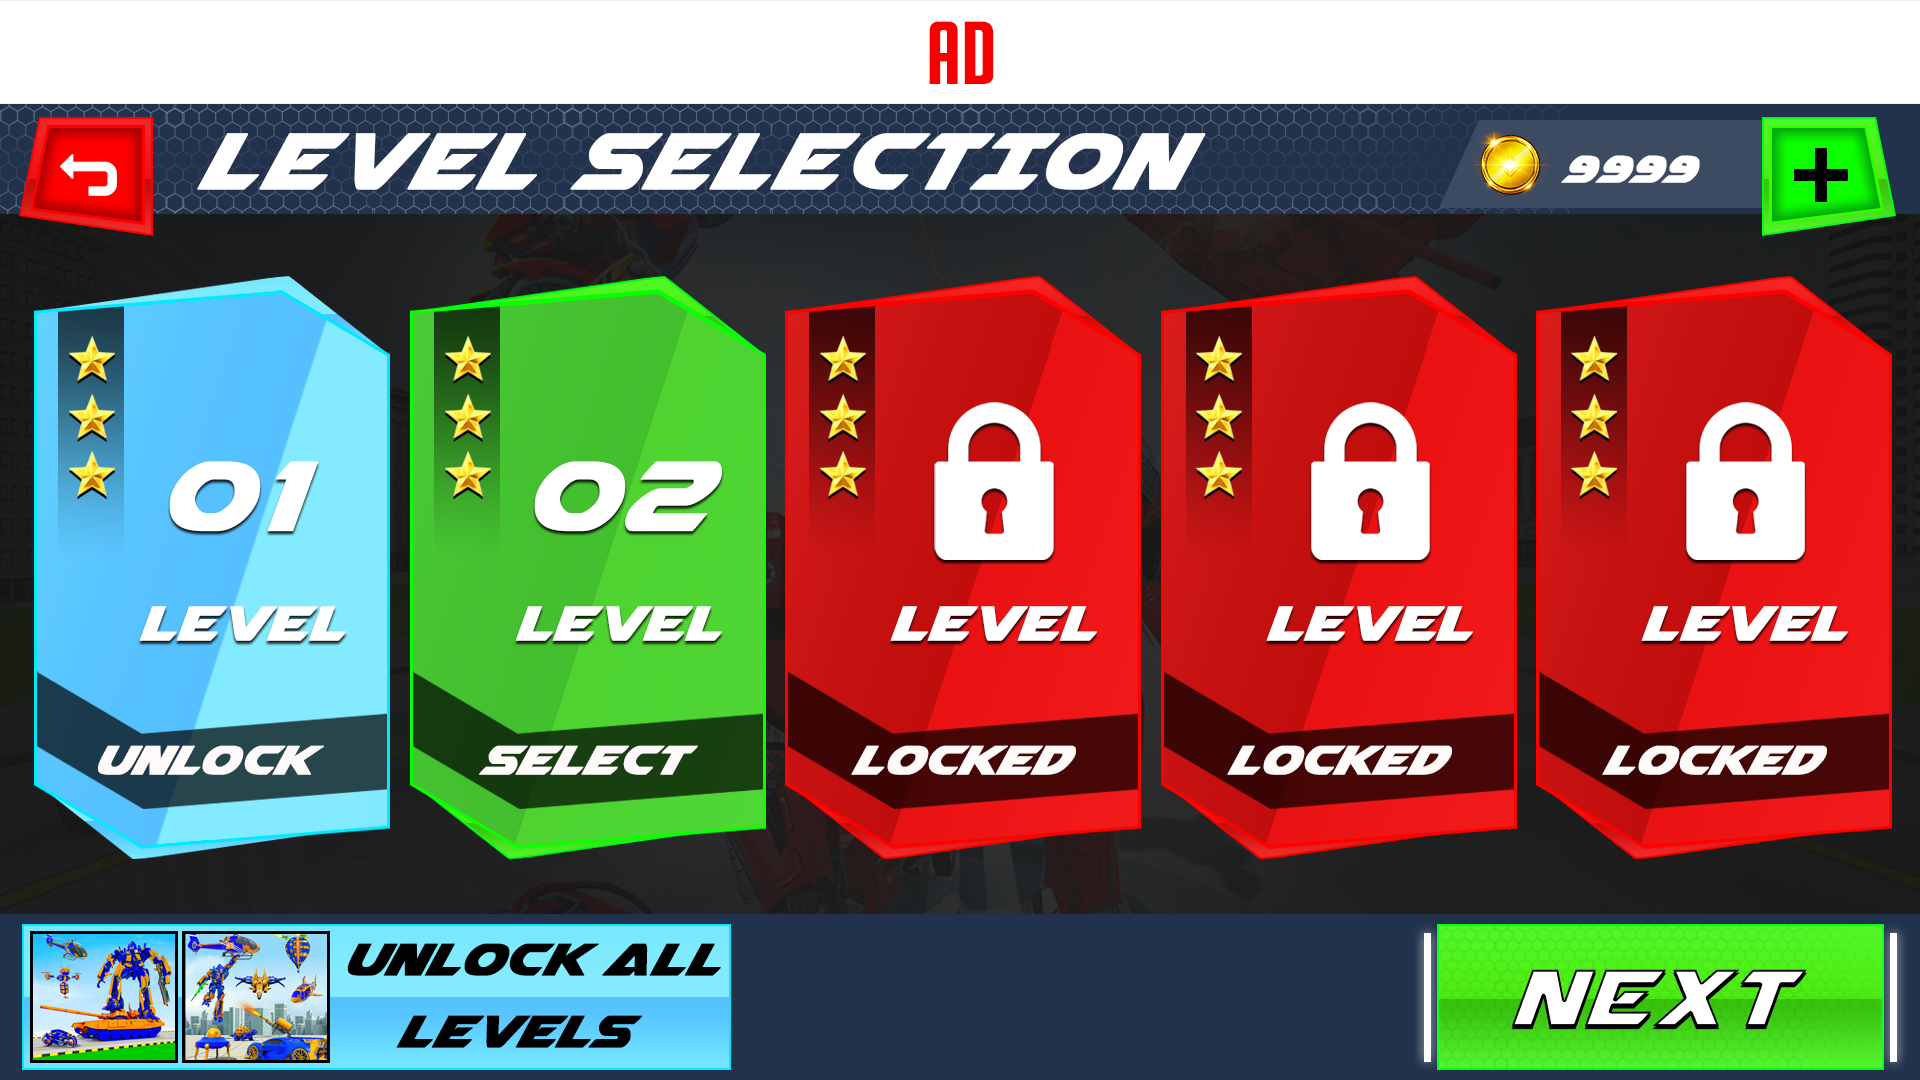 AD
LEVEL SELECTION
9999
01
LEVEL
UNLOCK
02
LEVEL
SELECT
LEVEL
LOCKED
LEVEL
LOCKED
LEVEL
LOCKED
UNLOCK ALL
LEVELS
NEXT